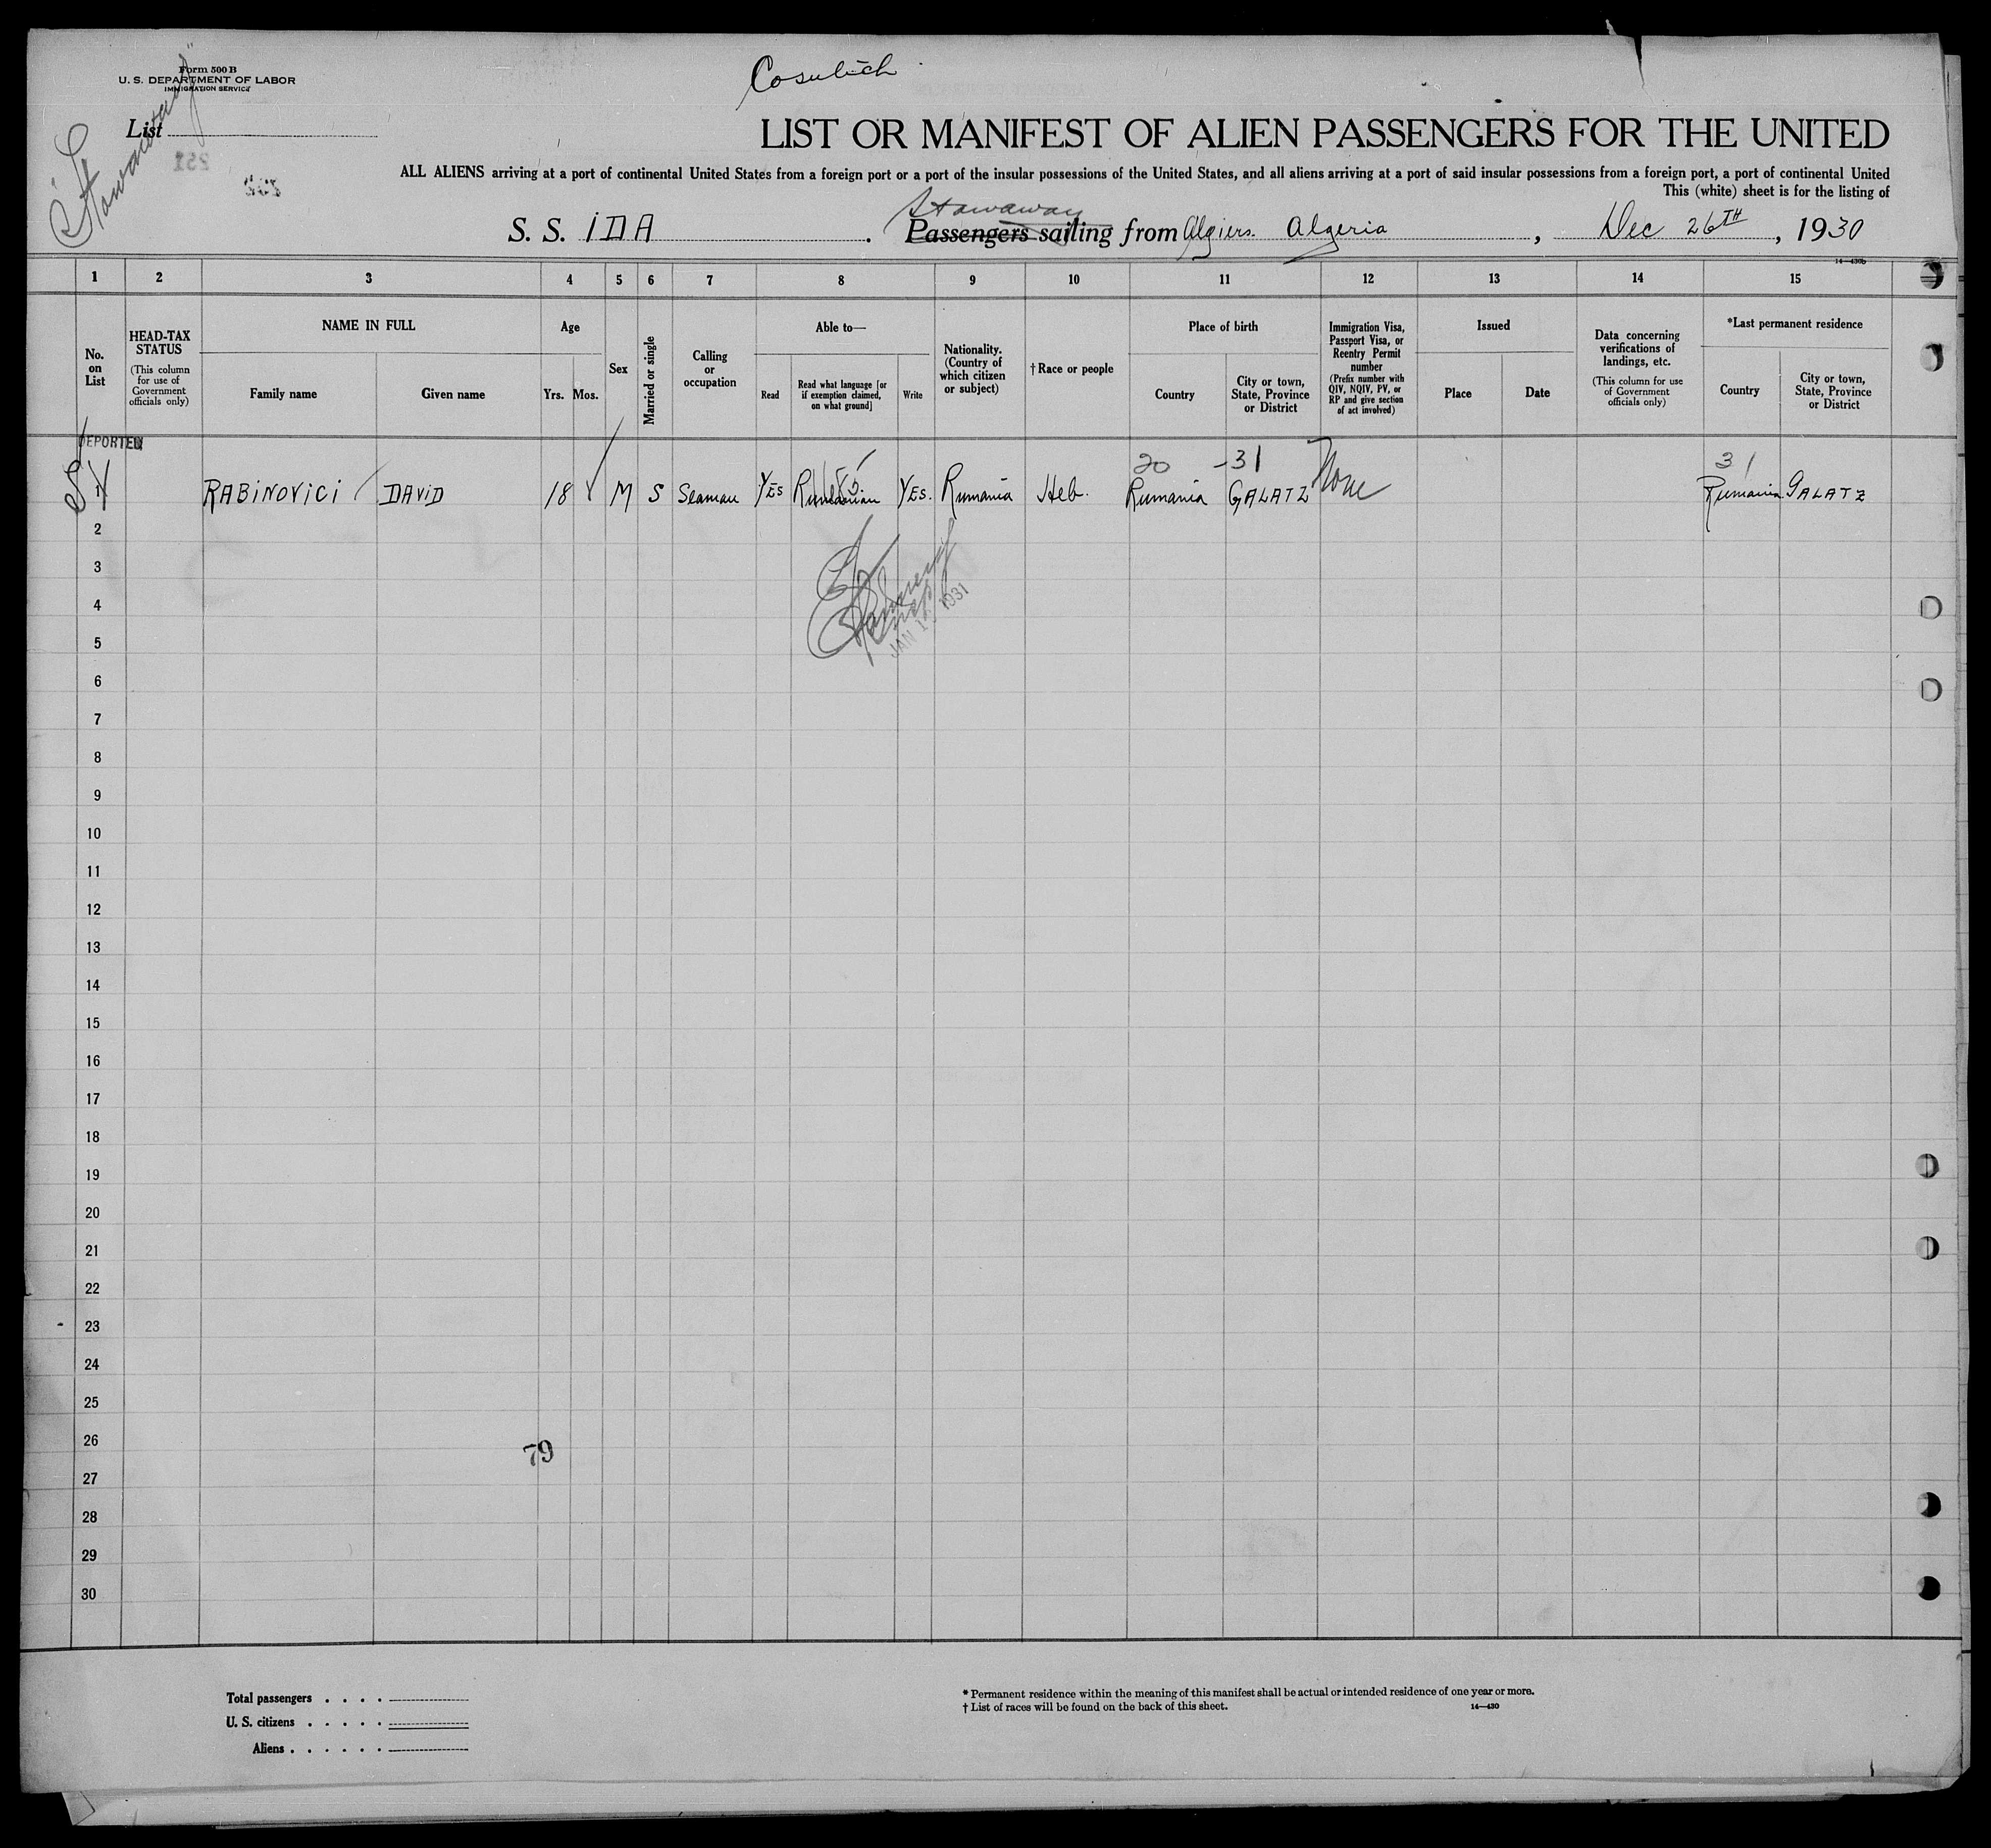 Form 500 B
U. S. DEPARTMENT OF LABOR
IMMIGRATION SERVICE
"Stowaway"
Cosulich
List
251
LIST OR MANIFEST OF ALIEN PASSENGERS FOR THE UNITED
ALL ALIENS arriving at a port of continental United States from a foreign port or a port of the insular possessions of the United States, and all aliens arriving at a port of said insular possessions from a foreign port, a port of continental United
This (white) sheet is for the listing of
Stowaway
S. S. IDA . Passengers sailing from Algiers. Algeria , Dec 26TH , 1930
14—430b
1 2 3 4 5 6 7 8 9 10 11 12 13 14 15
No. on List
HEAD-TAX STATUS
(This column for use of Government officials only)
NAME IN FULL
Family name Given name
Age
Yrs. Mos.
Sex
Married or single
Calling or occupation
Able to—
Read Read what language [or if exemption claimed, on what ground] Write
Nationality. (Country of which citizen or subject)
† Race or people
Place of birth
Country City or town, State, Province or District
Immigration Visa, Passport Visa, or Reentry Permit number
(Prefix number with QIV, NQIV, PV, or RP and give section of act involved)
Issued
Place Date
Data concerning verifications of landings, etc.
(This column for use of Government officials only)
*Last permanent residence
Country City or town, State, Province or District
DEPORTED
20 -31 31
1 RABINOVICI DAVID 18 M S Seaman YES Rumanian YES. Rumania Heb. Rumania GALATZ None Rumania GALATZ
2
3
4
JAN 1 1931
5
6
7
8
9
10
11
12
13
14
15
16
17
18
19
20
21
22
23
24
25
26
79
27
28
29
30
Total passengers . . . .
U. S. citizens . . . . .
Aliens . . . . . .
* Permanent residence within the meaning of this manifest shall be actual or intended residence of one year or more.
† List of races will be found on the back of this sheet.
14—430